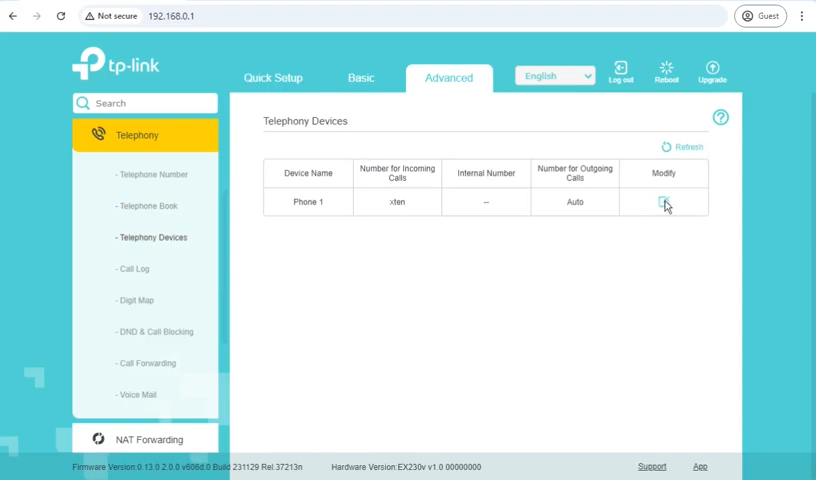 Not secure 192.168.0.1 Guest
tp-link
Quick Setup Basic Advanced English Log out Reboot Upgrade
Search
Telephony
- Telephone Number
- Telephone Book
- Telephony Devices
- Call Log
- Digit Map
- DND & Call Blocking
- Call Forwarding
- Voice Mail
NAT Forwarding
Telephony Devices
?
Refresh
Device Name Number for Incoming Calls Internal Number Number for Outgoing Calls Modify
Phone 1 xten -- Auto
Firmware Version:0.13.0 2.0.0 v606d.0 Build 231129 Rel.37213n Hardware Version:EX230v v1.0 00000000 Support App